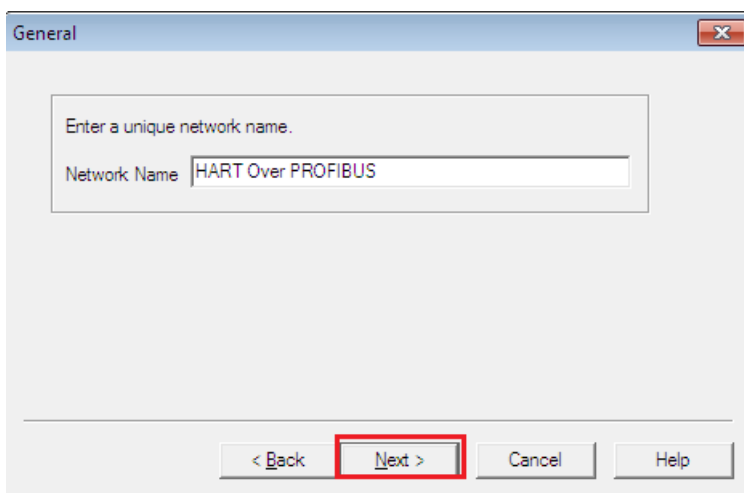 General
Enter a unique network name.
Network Name HART Over PROFIBUS
< Back Next > Cancel Help